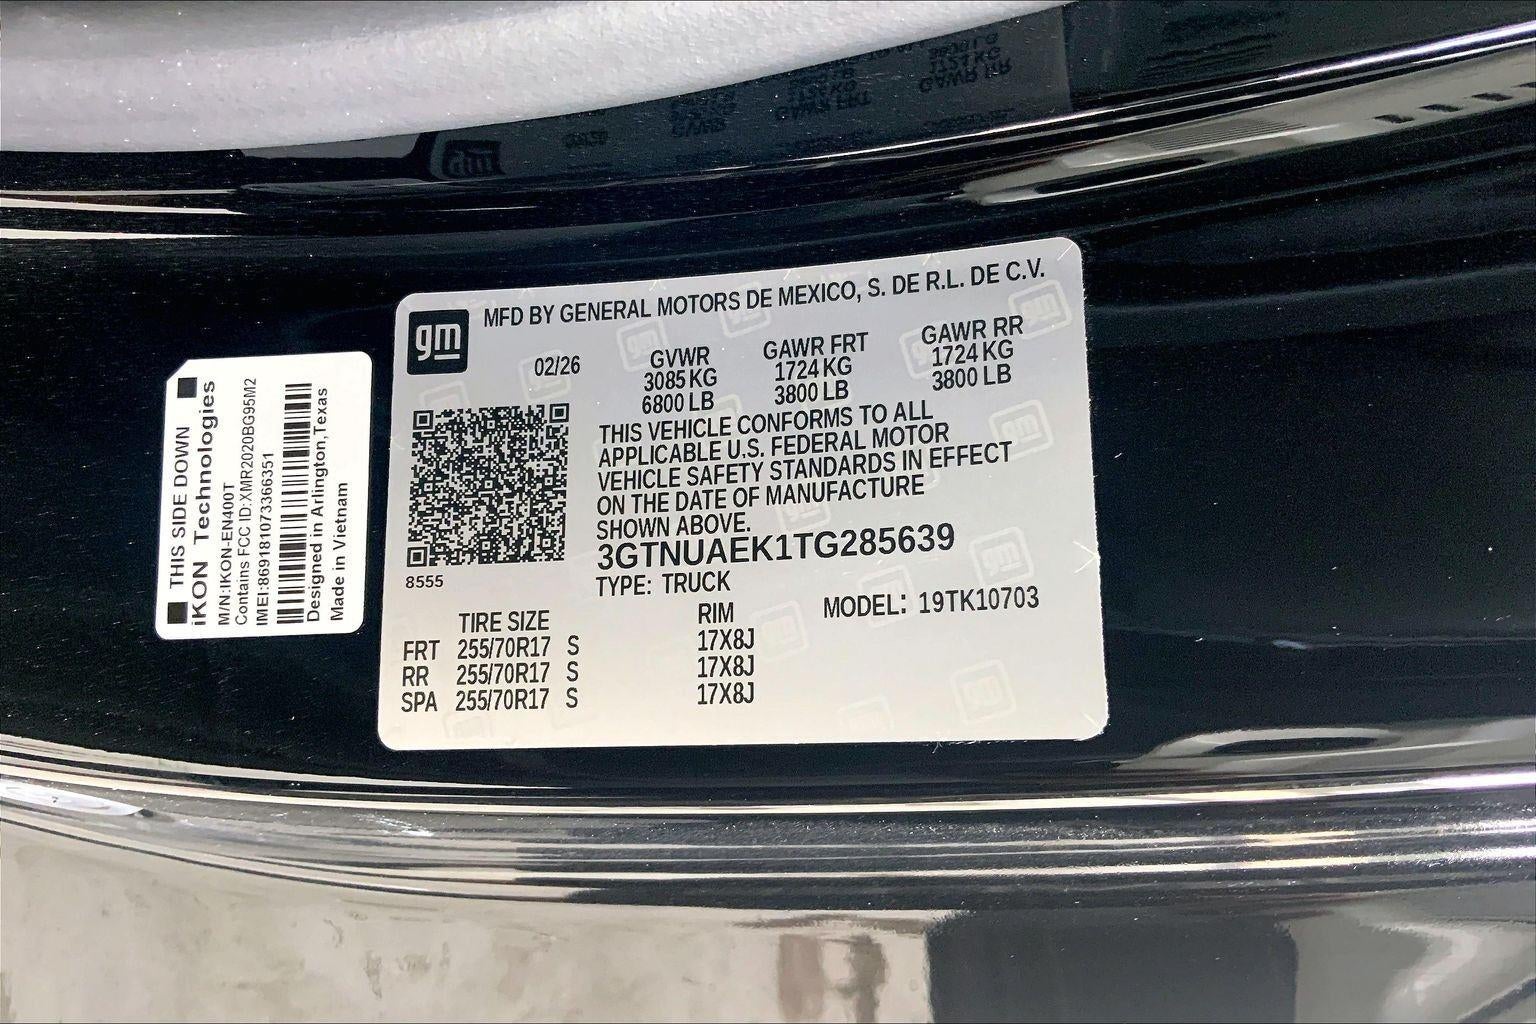 THIS SIDE DOWN
iKON Technologies
M/N:IKON-EN400T
Contains FCC ID:XMR2020BG95M2
IMEI:869181073366351
Designed in Arlington,Texas
Made in Vietnam
gm
MFD BY GENERAL MOTORS DE MEXICO, S. DE R.L. DE C.V.
02/26 GVWR GAWR FRT GAWR RR
3085 KG 1724 KG 1724 KG
6800 LB 3800 LB 3800 LB
THIS VEHICLE CONFORMS TO ALL
APPLICABLE U.S. FEDERAL MOTOR
VEHICLE SAFETY STANDARDS IN EFFECT
ON THE DATE OF MANUFACTURE
SHOWN ABOVE.
3GTNUAEK1TG285639
8555
TYPE: TRUCK
MODEL: 19TK10703
TIRE SIZE RIM
FRT 255/70R17 S 17X8J
RR 255/70R17 S 17X8J
SPA 255/70R17 S 17X8J